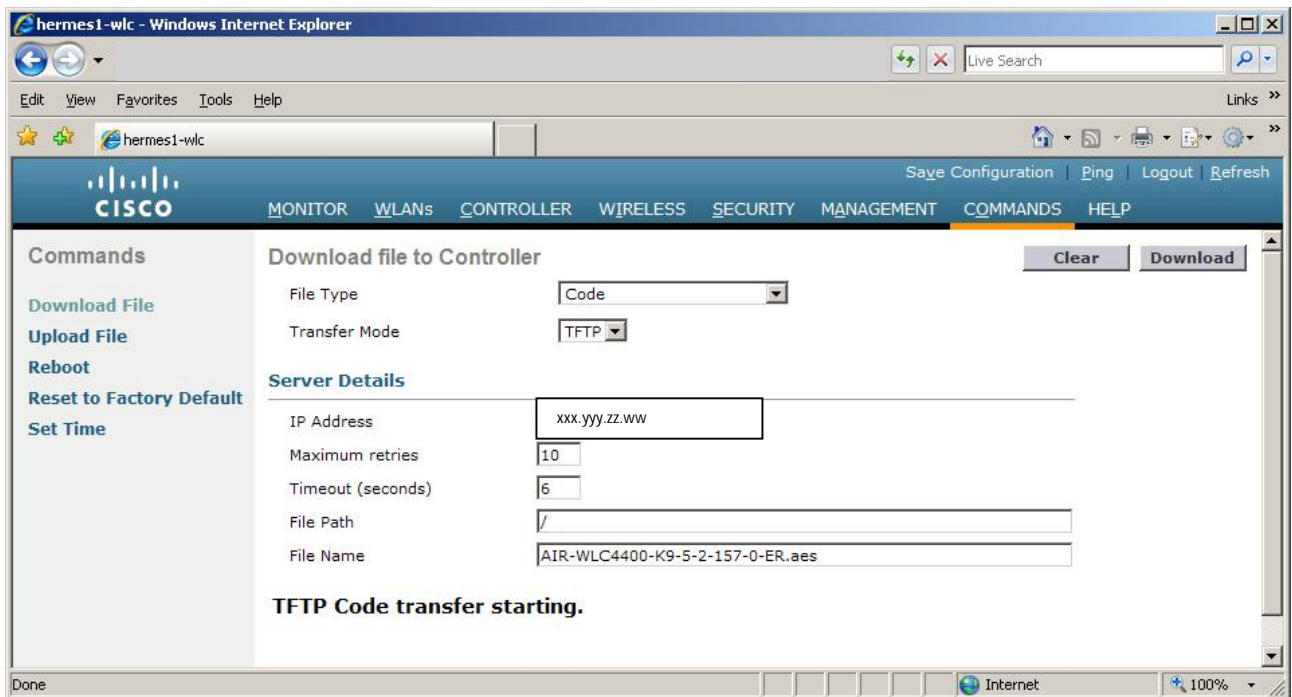 hermes1-wlc - Windows Internet Explorer
Live Search
Edit View Favorites Tools Help Links »
hermes1-wlc »
Save Configuration | Ping | Logout | Refresh
CISCO MONITOR WLANs CONTROLLER WIRELESS SECURITY MANAGEMENT COMMANDS HELP
Commands
Download File
Upload File
Reboot
Reset to Factory Default
Set Time
Download file to Controller Clear Download
File Type Code
Transfer Mode TFTP
Server Details
IP Address xxx.yyy.zz.ww
Maximum retries 10
Timeout (seconds) 6
File Path /
File Name AIR-WLC4400-K9-5-2-157-0-ER.aes
TFTP Code transfer starting.
Done Internet 100%